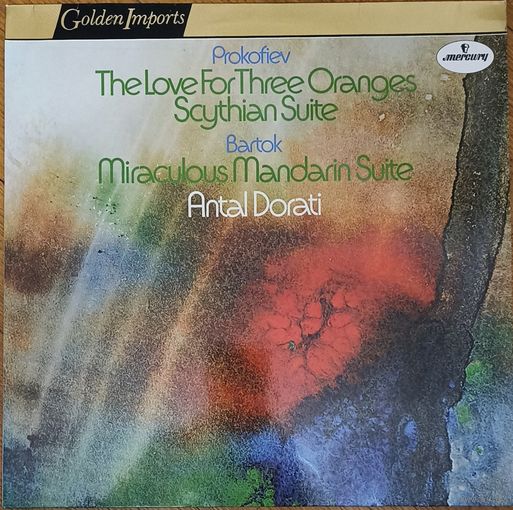 Golden Imports
mercury
Prokofiev
The Love For Three Oranges
Scythian Suite
Bartok
Miraculous Mandarin Suite
Antal Dorati